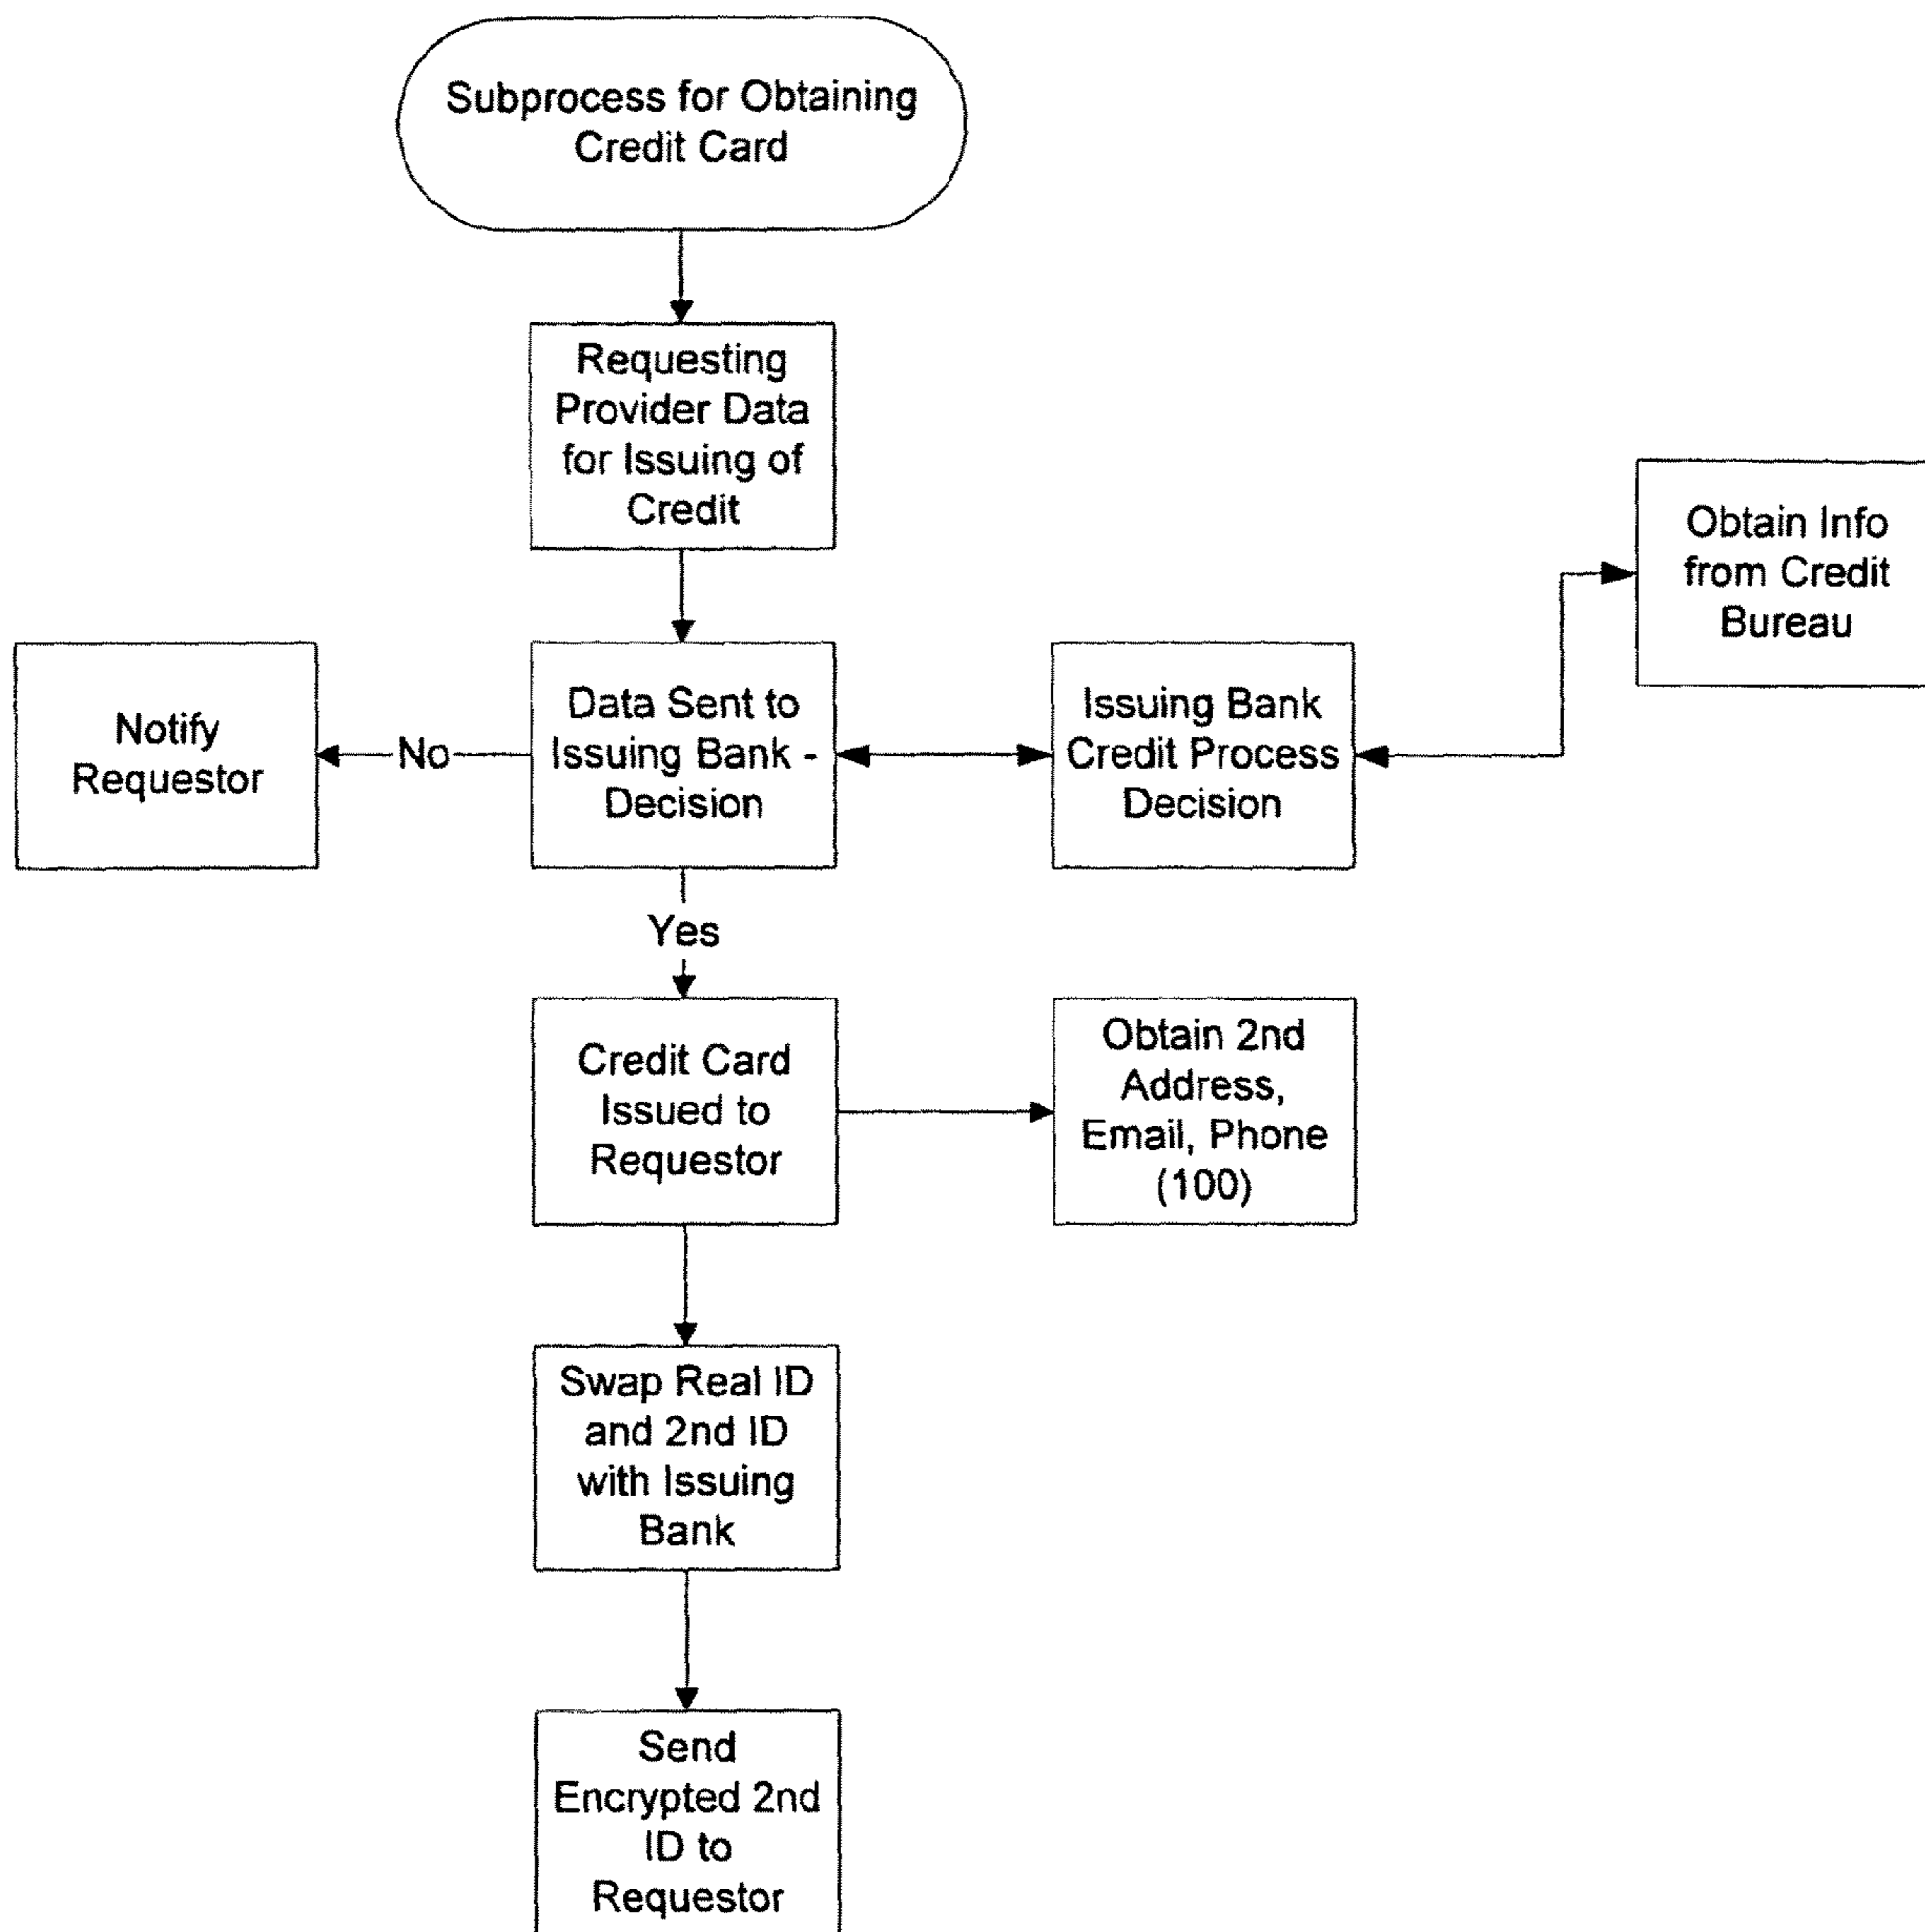 Subprocess for Obtaining
Credit Card
Requesting
Provider Data
for Issuing of
Credit
Obtain Info
from Credit
Bureau
Notify
Requestor
No
Data Sent to
Issuing Bank -
Decision
Issuing Bank
Credit Process
Decision
Yes
Credit Card
Issued to
Requestor
Obtain 2nd
Address,
Email, Phone
(100)
Swap Real ID
and 2nd ID
with Issuing
Bank
Send
Encrypted 2nd
ID to
Requestor